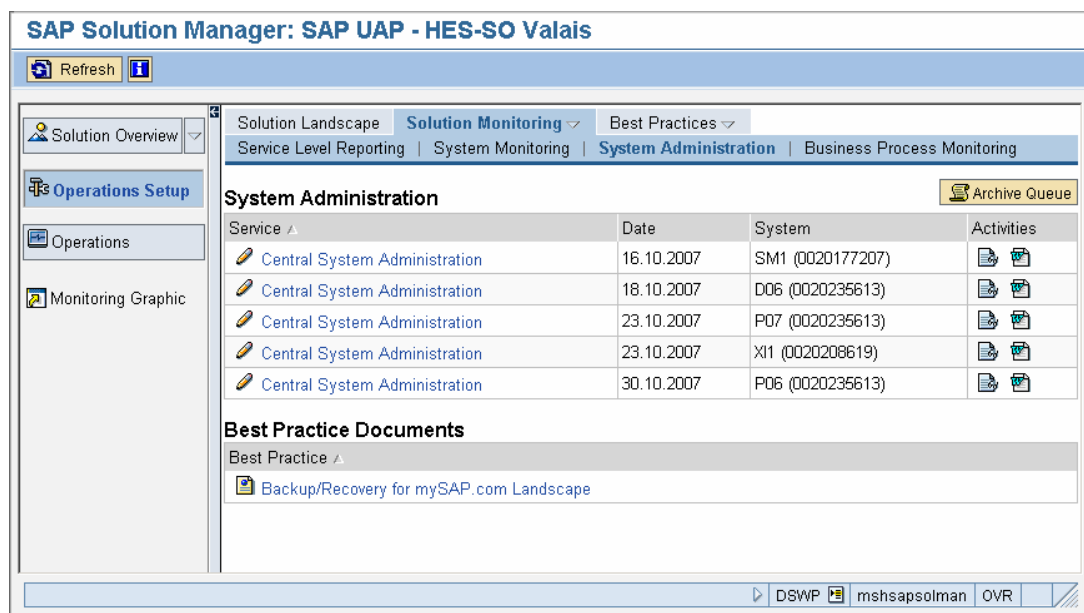 SAP Solution Manager: SAP UAP - HES-SO Valais
Refresh
Solution Overview
Operations Setup
Operations
Monitoring Graphic
Solution Landscape Solution Monitoring Best Practices
Service Level Reporting | System Monitoring | System Administration | Business Process Monitoring
System Administration
Archive Queue
Service Date System Activities
Central System Administration 16.10.2007 SM1 (0020177207)
Central System Administration 18.10.2007 D06 (0020235613)
Central System Administration 23.10.2007 P07 (0020235613)
Central System Administration 23.10.2007 XI1 (0020208619)
Central System Administration 30.10.2007 P06 (0020235613)
Best Practice Documents
Best Practice
Backup/Recovery for mySAP.com Landscape
DSWP mshsapsolman OVR